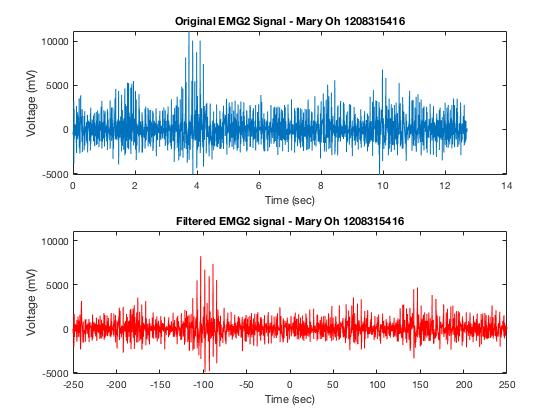 Original EMG2 Signal - Mary Oh 1208315416
Voltage (mV)
10000
5000
0
-5000
0 2 4 6 8 10 12 14
Time (sec)
Filtered EMG2 signal - Mary Oh 1208315416
Voltage (mV)
10000
5000
0
-5000
-250 -200 -150 -100 -50 0 50 100 150 200 250
Time (sec)